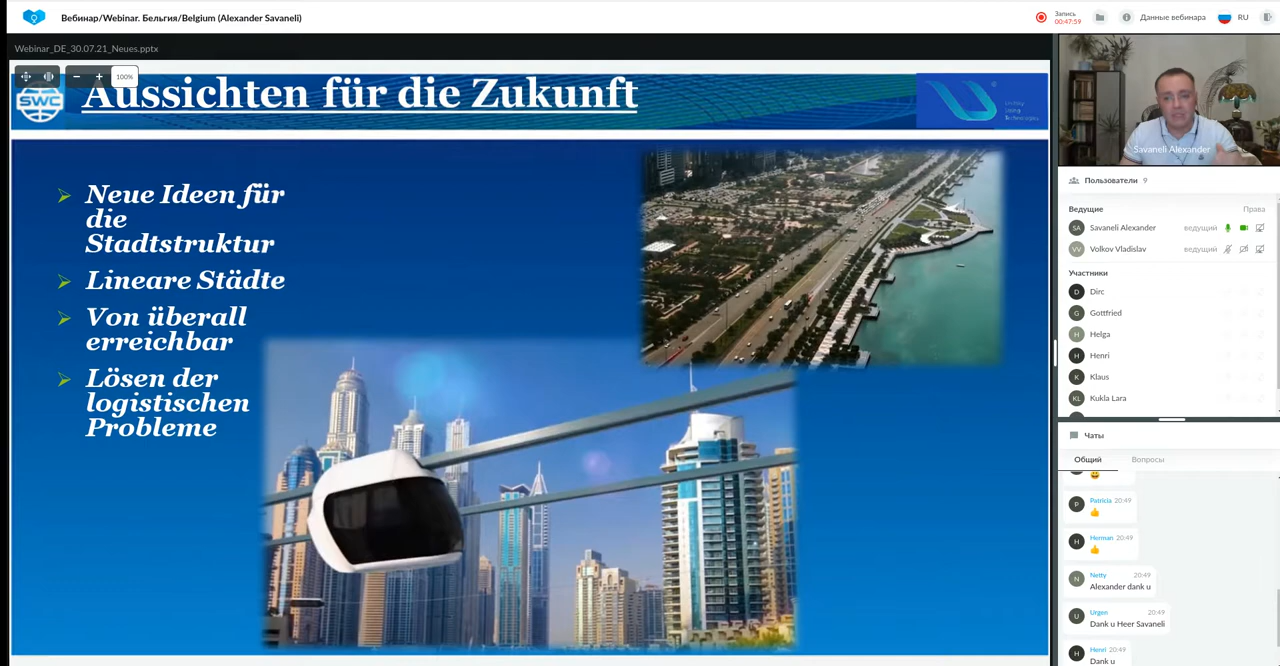 Вебинар/Webinar. Бельгия/Belgium (Alexander Savaneli)
Запись
00:47:59
Данные вебинара
RU
Webinar_DE_30.07.21_Neues.pptx
100%
SWC
Aussichten für die Zukunft
Neue Ideen für
die
Stadtstruktur
Lineare Städte
Von überall
erreichbar
Lösen der
logistischen
Probleme
Savaneli Alexander
Пользователи 9
Ведущие
Права
SA Savaneli Alexander ведущий
VV Volkov Vladislav ведущий
Участники
D Dirc
G Gottfried
H Helga
H Henri
K Klaus
KL Kukla Lara
Чаты
Общий
Вопросы
P Patricia 20:49
👍
H Herman 20:49
👍
N Netty 20:49
Alexander dank u
U Urgen 20:49
Dank u Heer Savaneli
H Henri 20:49
Dank u